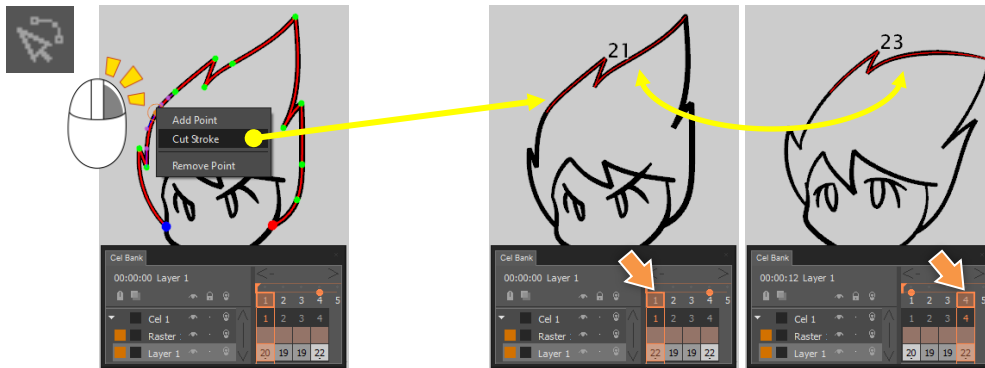 Add Point
Cut Stroke
Remove Point
21
23
Cel Bank
00:00:00 Layer 1
1 2 3 4
Cel 1 1 2 3 4
Raster
Layer 1 20 19 19 22
Cel Bank
00:00:00 Layer 1
1 2 3 4 5
Cel 1 1 2 3 4
Raster
Layer 1 22 19 19 22
Cel Bank
00:00:12 Layer 1
1 2 3 4 5
Cel 1 1 2 3 4
Raster
Layer 1 20 19 19 22